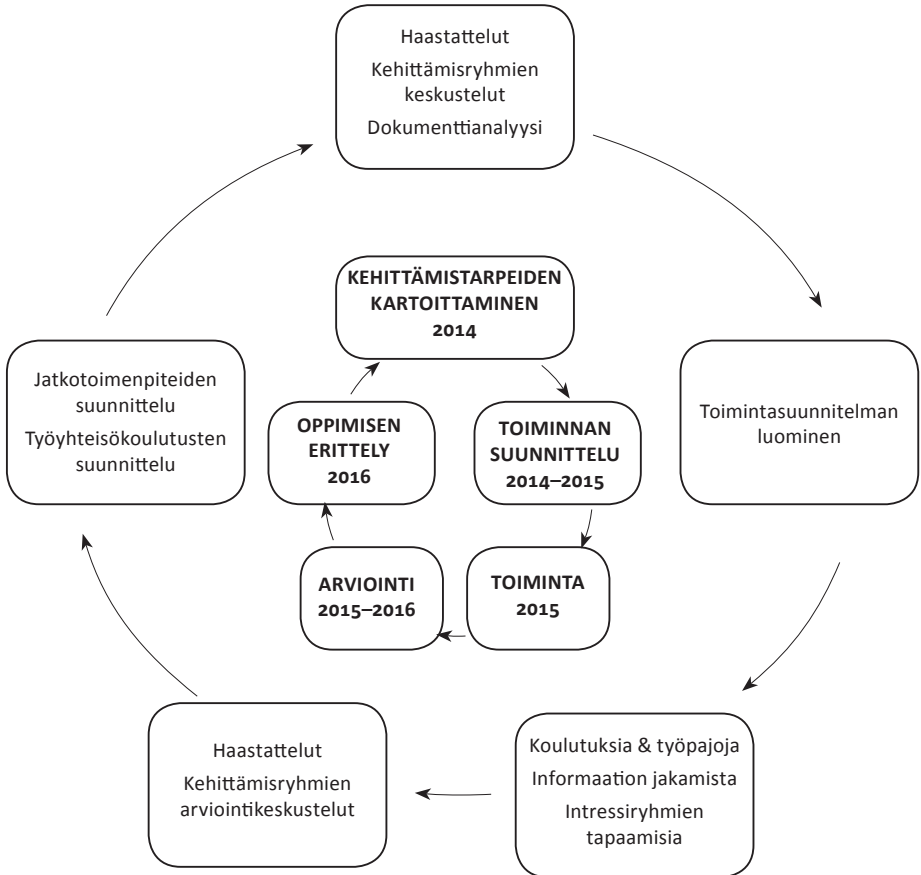 Haastattelut
Kehittämisryhmien
keskustelut
Dokumenttianalyysi
KEHITTÄMISTARPEIDEN
KARTOITTAMINEN
2014
Jatkotoimenpiteiden
suunnittelu
Työyhteisökoulutusten
suunnittelu
OPPIMISEN
ERITTELY
2016
TOIMINNAN
SUUNNITTELU
2014–2015
Toimintasuunnitelman
luominen
ARVIOINTI
2015–2016
TOIMINTA
2015
Haastattelut
Kehittämisryhmien
arviointikeskustelut
Koulutuksia & työpajoja
Informaation jakamista
Intressiryhmien
tapaamisia